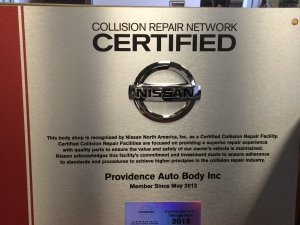 COLLISION REPAIR NETWORK
CERTIFIED
NISSAN
This body shop is recognized by Nissan North America, Inc. as a Certified Collision Repair Facility.
Certified Collision Repair Facilities are focused on providing a superior repair experience
with quality parts to ensure the value and safety of our owner's vehicle is maintained.
Nissan acknowledges this facility's commitment and investment made to ensure adherence
to standards and procedures to achieve higher principles in the collision repair industry.
Providence Auto Body Inc
Member Since May 2012
2016